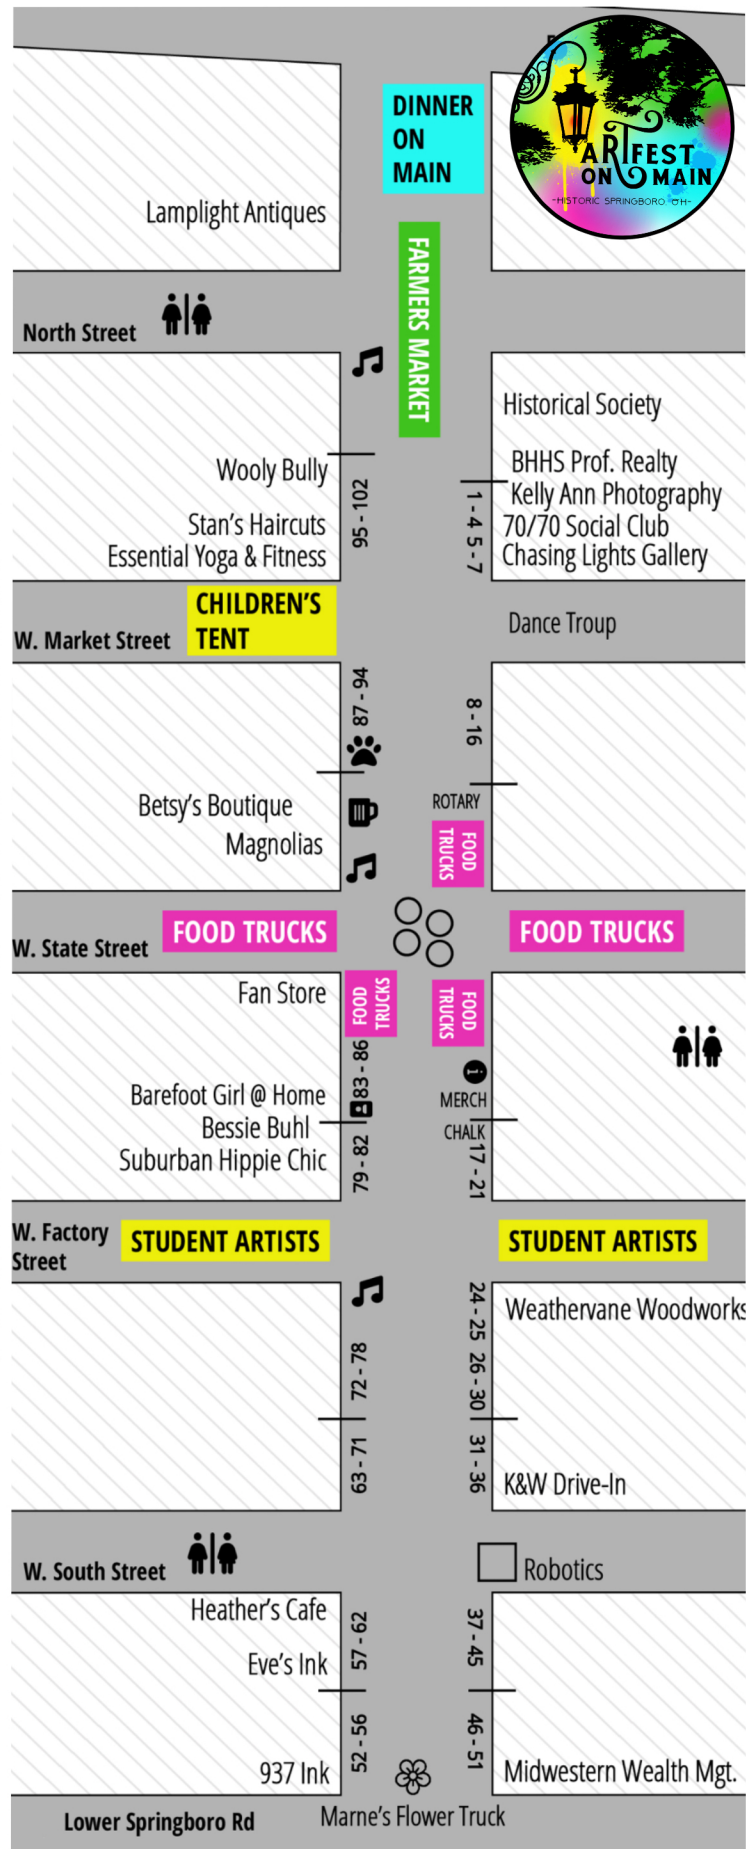 DINNER
ON
MAIN
ARTFEST
ON MAIN
-HISTORIC SPRINGBORO OH-
Lamplight Antiques
FARMERS MARKET
North Street
Historical Society
Wooly Bully
BHHS Prof. Realty
Kelly Ann Photography
Stan's Haircuts
70/70 Social Club
Essential Yoga & Fitness
Chasing Lights Gallery
95 - 102
1 - 4 5 - 7
CHILDREN'S
TENT
W. Market Street
Dance Troup
87 - 94
8 - 16
Betsy's Boutique
ROTARY
Magnolias
FOOD
TRUCKS
FOOD TRUCKS
FOOD TRUCKS
W. State Street
Fan Store
FOOD
TRUCKS
FOOD
TRUCKS
83 - 86
i
Barefoot Girl @ Home
MERCH
Bessie Buhl
CHALK
Suburban Hippie Chic
79 - 82
17 - 21
W. Factory
Street
STUDENT ARTISTS
STUDENT ARTISTS
24 - 25 26 - 30
Weathervane Woodworks
72 - 78
63 - 71
31 - 36
K&W Drive-In
W. South Street
Robotics
Heather's Cafe
57 - 62
37 - 45
Eve's Ink
52 - 56
46 - 51
937 Ink
Midwestern Wealth Mgt.
Lower Springboro Rd
Marne's Flower Truck